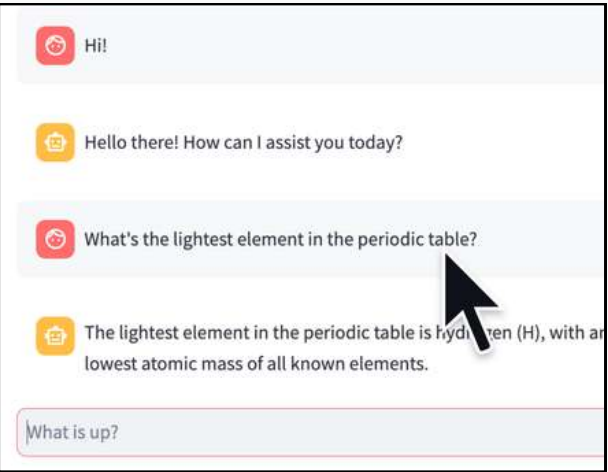 Hi!
Hello there! How can I assist you today?
What's the lightest element in the periodic table?
The lightest element in the periodic table is (H), with
lowest atomic mass of all known elements.
What is up?